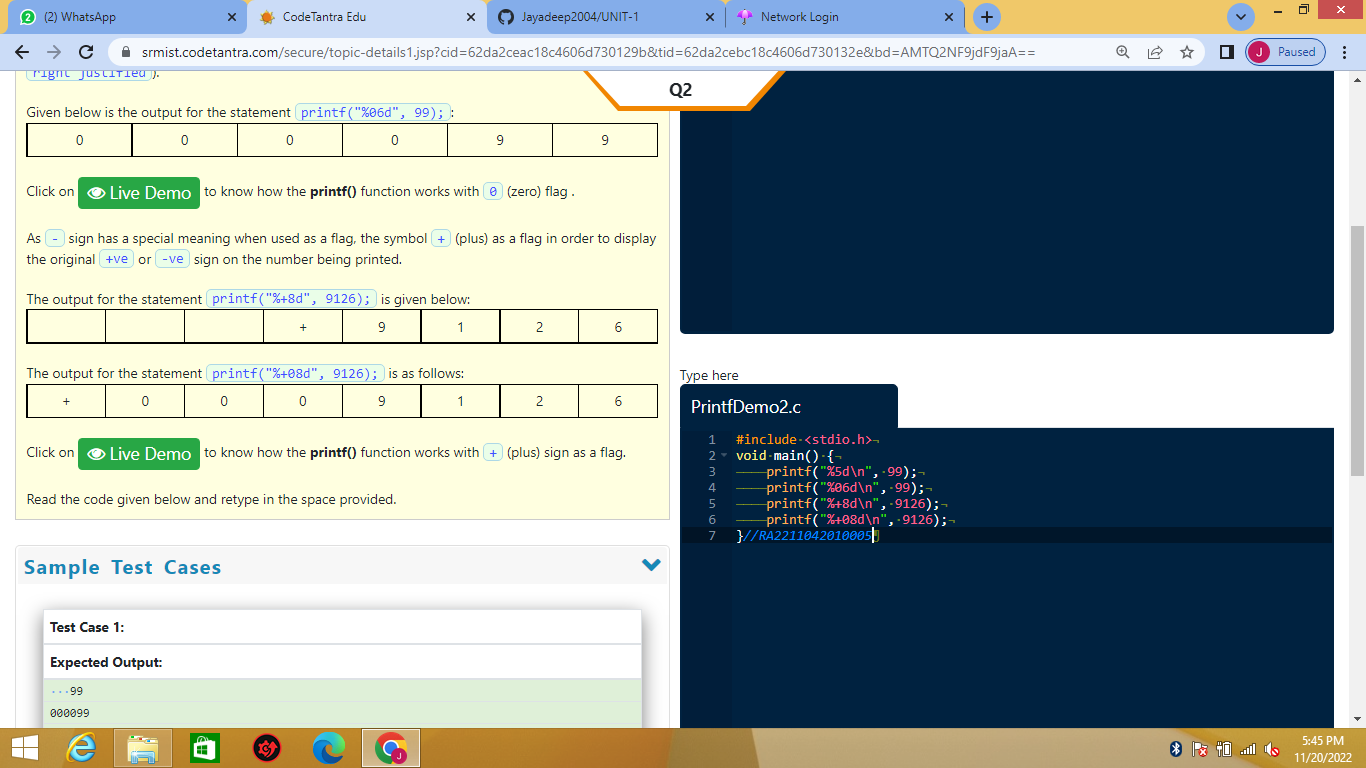 (2) WhatsApp
CodeTantra Edu
Jayadeep2004/UNIT-1
Network Login
srmist.codetantra.com/secure/topic-details1.jsp?cid=62da2ceac18c4606d730129b&tid=62da2cebc18c4606d730132e&bd=AMTQ2NF9jdF9jaA==
J Paused
right justified ).
Q2
Given below is the output for the statement printf("%06d", 99); :
0 0 0 0 9 9
Click on Live Demo to know how the printf() function works with 0 (zero) flag .
As - sign has a special meaning when used as a flag, the symbol + (plus) as a flag in order to display
the original +ve or -ve sign on the number being printed.
The output for the statement printf("%+8d", 9126); is given below:
+ 9 1 2 6
The output for the statement printf("%+08d", 9126); is as follows:
+ 0 0 0 9 1 2 6
Click on Live Demo to know how the printf() function works with + (plus) sign as a flag.
Read the code given below and retype in the space provided.
Sample Test Cases
Test Case 1:
Expected Output:
···99
000099
Type here
PrintfDemo2.c
1 #include·<stdio.h>¬
2 void·main()·{¬
3 ————printf("%5d\n",·99);¬
4 ————printf("%06d\n",·99);¬
5 ————printf("%+8d\n",·9126);¬
6 ————printf("%+08d\n",·9126);¬
7 }//RA2211042010005¶
J
5:45 PM
11/20/2022